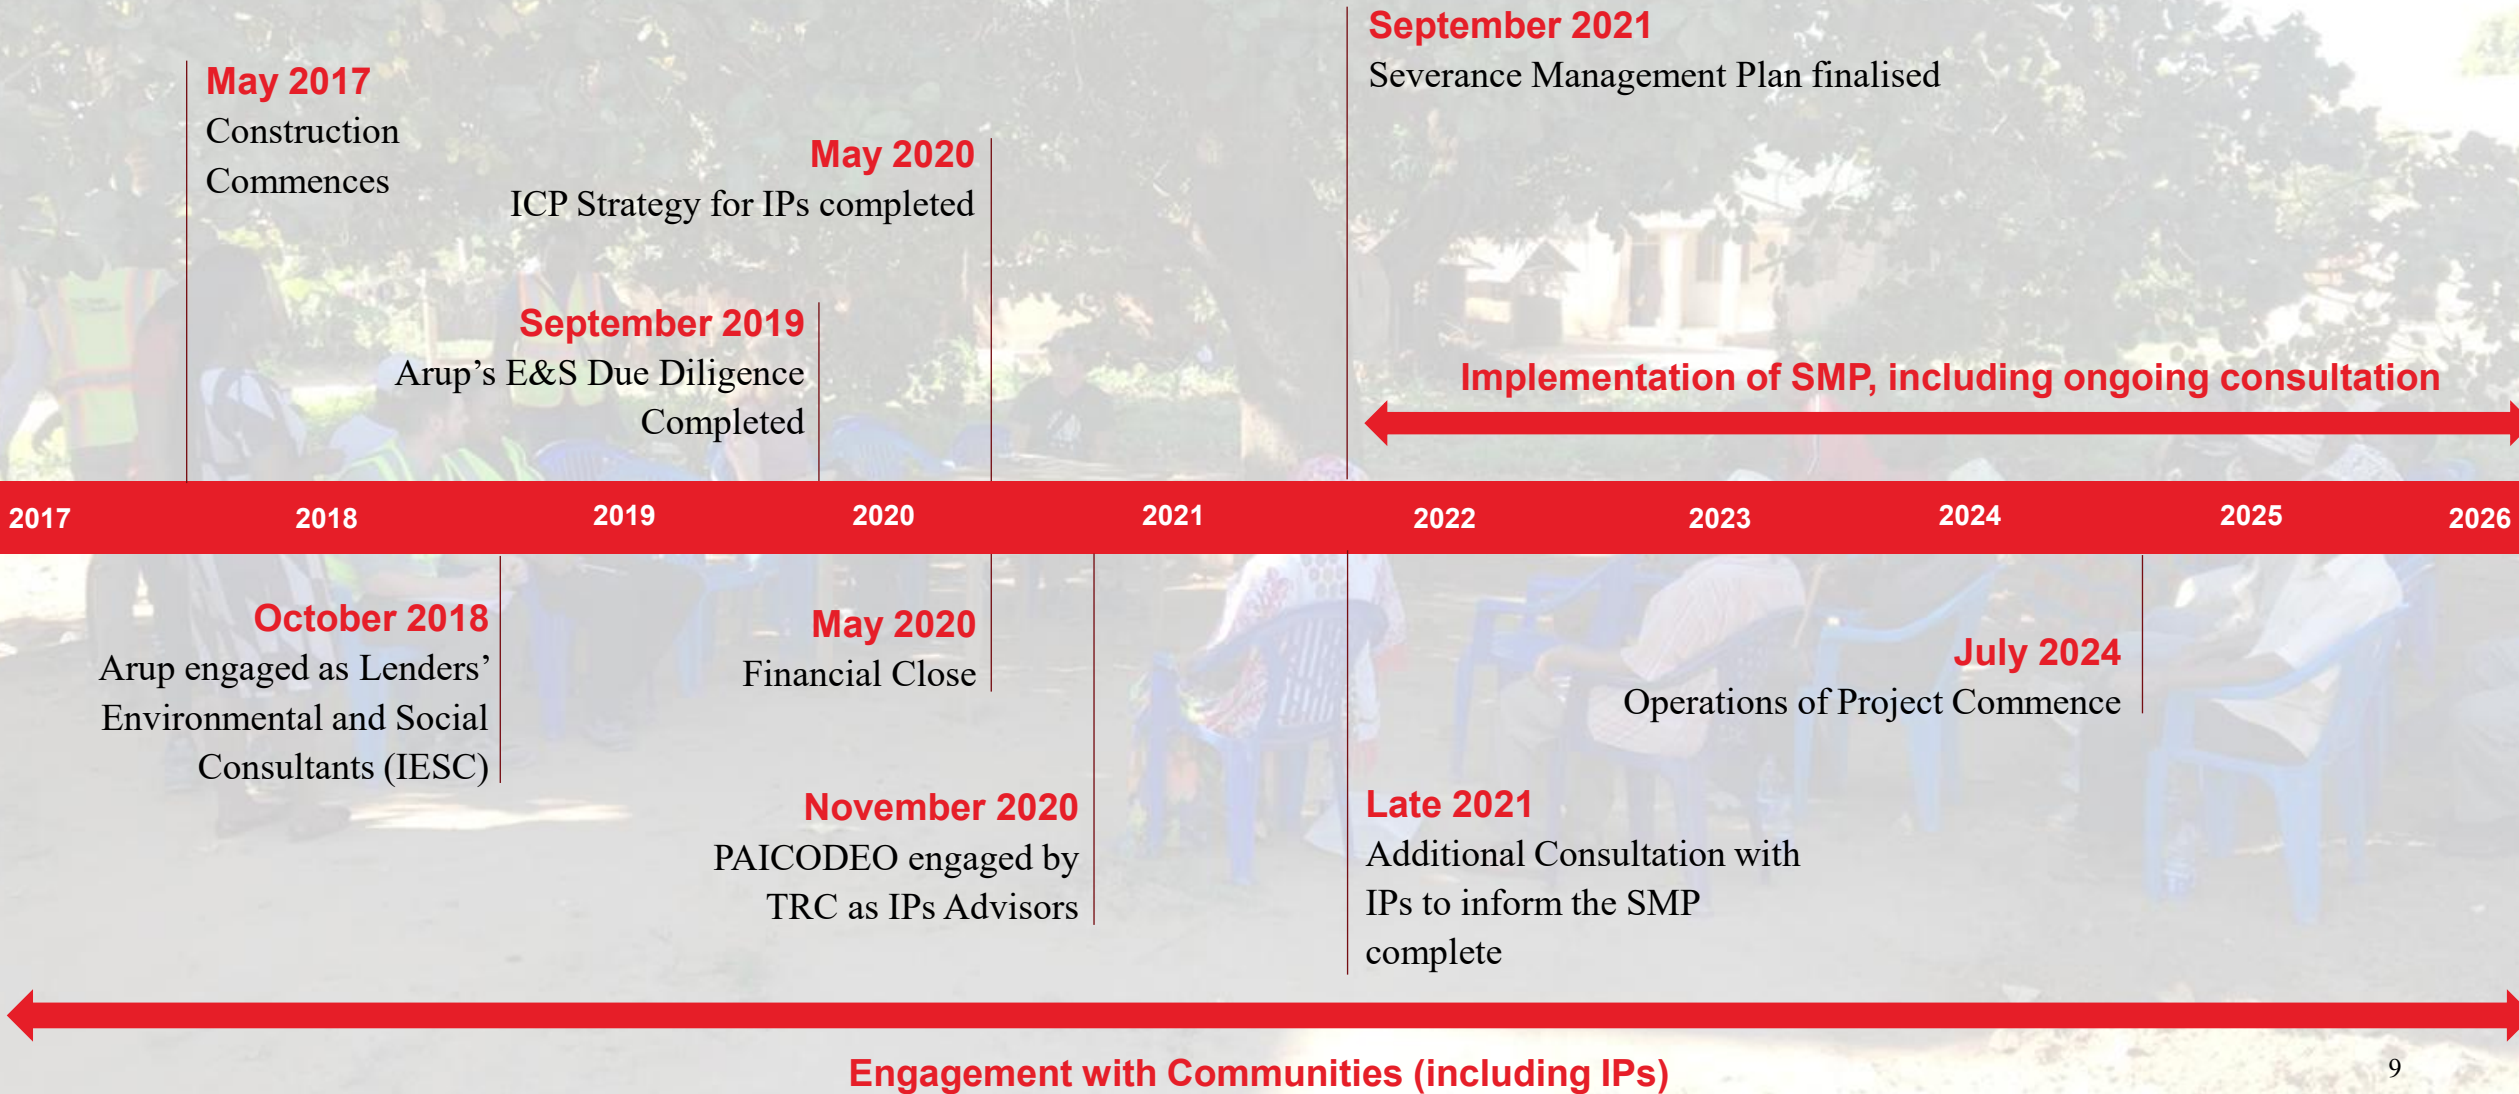 September 2021
Severance Management Plan finalised
May 2017
Construction
Commences
May 2020
ICP Strategy for IPs completed
September 2019
Arup’s E&S Due Diligence
Completed
Implementation of SMP, including ongoing consultation
2017 2018 2019 2020 2021 2022 2023 2024 2025 2026
October 2018
Arup engaged as Lenders’
Environmental and Social
Consultants (IESC)
May 2020
Financial Close
July 2024
Operations of Project Commence
November 2020
PAICODEO engaged by
TRC as IPs Advisors
Late 2021
Additional Consultation with
IPs to inform the SMP
complete
Engagement with Communities (including IPs)
9